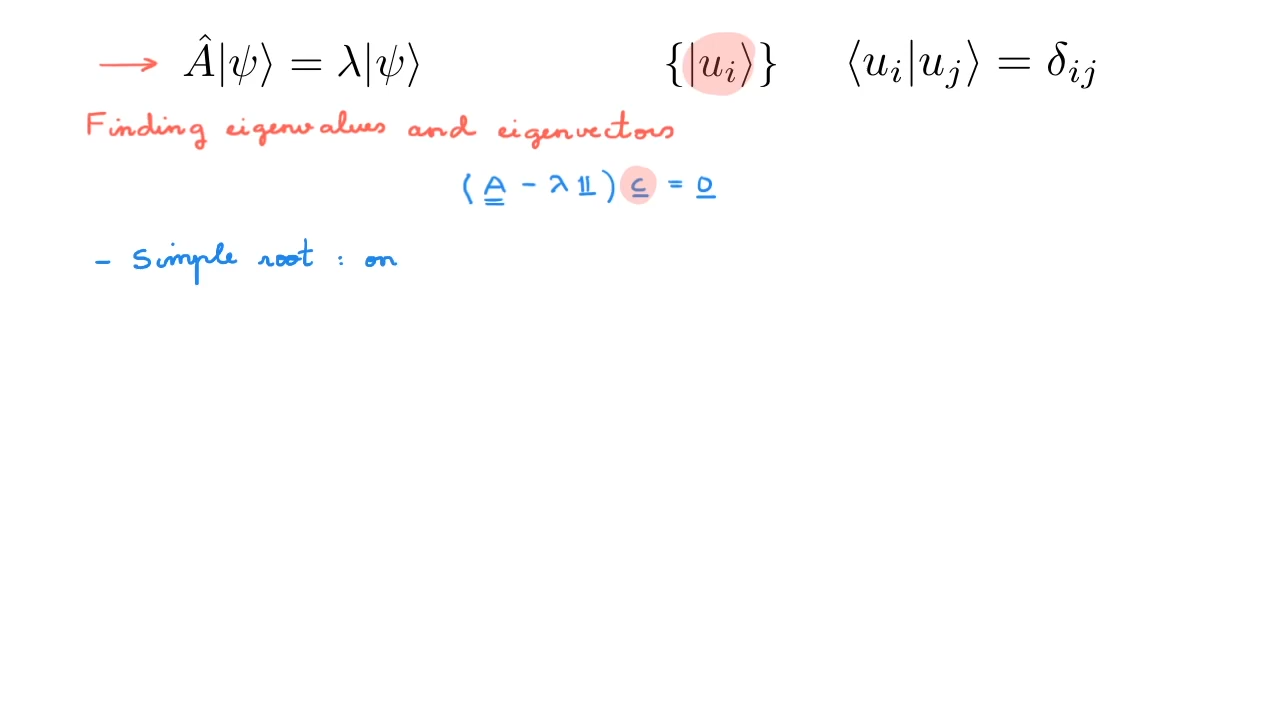 → Â|ψ⟩ = λ|ψ⟩ {|uᵢ⟩} ⟨uᵢ|uⱼ⟩ = δᵢⱼ
Finding eigenvalues and eigenvectors
(A - λ𝟙) c = 0
- Simple root : on